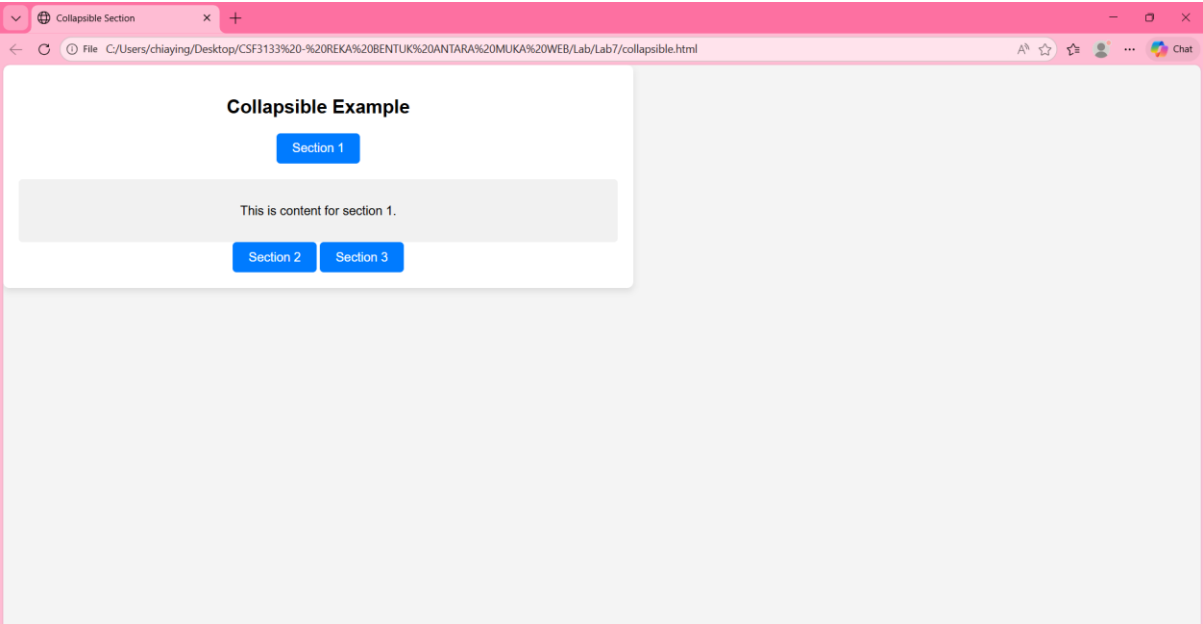 Collapsible Section
File C:/Users/chiaying/Desktop/CSF3133%20-%20REKA%20BENTUK%20ANTARA%20MUKA%20WEB/Lab/Lab7/collapsible.html
Chat
Collapsible Example
Section 1
This is content for section 1.
Section 2 Section 3